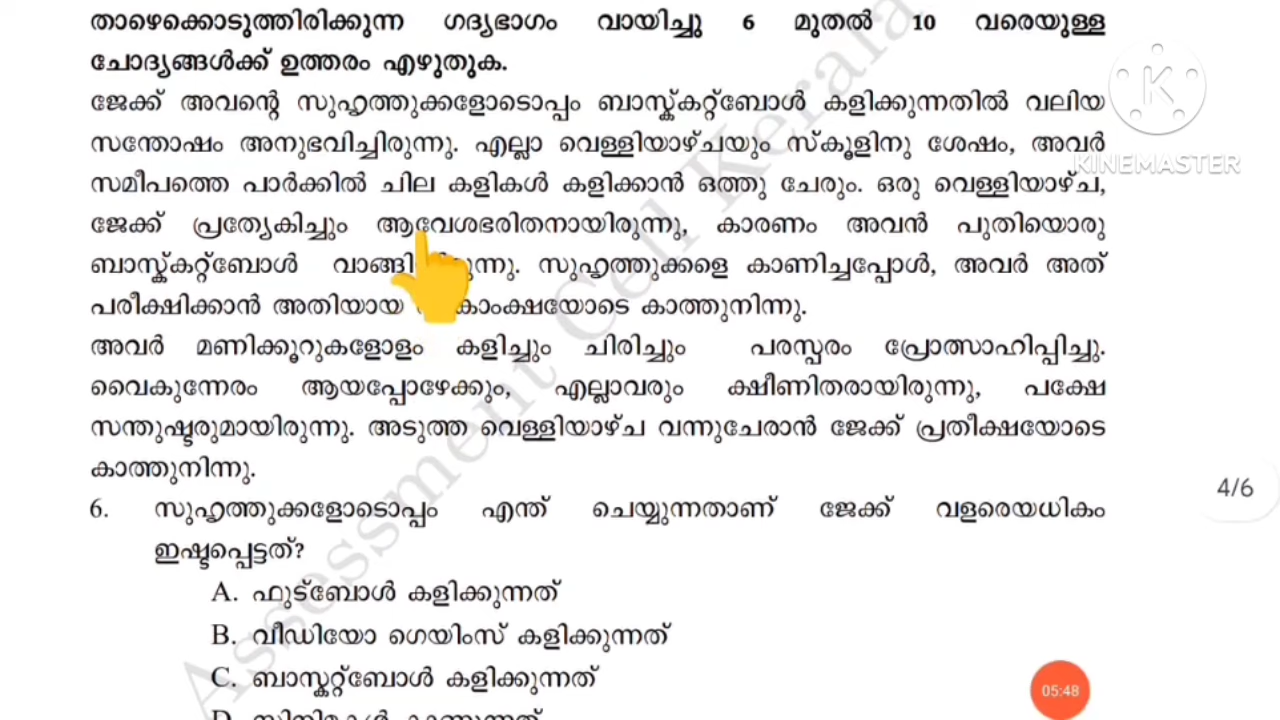 താഴെക്കൊടുത്തിരിക്കുന്ന ഗദ്യഭാഗം വായിച്ചു 6 മുതൽ 10 വരെയുള്ള
ചോദ്യങ്ങൾക്ക് ഉത്തരം എഴുതുക.
ജേക്ക് അവന്റെ സുഹൃത്തുക്കളോടൊപ്പം ബാസ്ക്കറ്റ്ബോൾ കളിക്കുന്നതിൽ വലിയ
സന്തോഷം അനുഭവിച്ചിരുന്നു. എല്ലാ വെള്ളിയാഴ്ചയും സ്കൂളിനു ശേഷം, അവർ
സമീപത്തെ പാർക്കിൽ ചില കളികൾ കളിക്കാൻ ഒത്തു ചേരും. ഒരു വെള്ളിയാഴ്ച,
ജേക്ക് പ്രത്യേകിച്ചും ആവേശഭരിതനായിരുന്നു, കാരണം അവൻ പുതിയൊരു
ബാസ്ക്കറ്റ്ബോൾ സുഹൃത്തുക്കളെ കാണിച്ചപ്പോൾ, അവർ അത്
പരീക്ഷിക്കാൻ അതിയായ കാത്തുനിന്നു.
അവർ മണിക്കൂറുകളോളം കളിച്ചും ചിരിച്ചും പരസ്പരം പ്രോത്സാഹിപ്പിച്ചു.
വൈകുന്നേരം ആയപ്പോഴേക്കും, എല്ലാവരും ക്ഷീണിതരായിരുന്നു, പക്ഷേ
സന്തുഷ്ടരുമായിരുന്നു. അടുത്ത വെള്ളിയാഴ്ച വന്നുചേരാൻ ജേക്ക് പ്രതീക്ഷയോടെ
കാത്തുനിന്നു.
6. സുഹൃത്തുക്കളോടൊപ്പം എന്ത് ചെയ്യുന്നതാണ് ജേക്ക് വളരെയധികം
ഇഷ്ടപ്പെട്ടത്?
A. ഫുട്ബോൾ കളിക്കുന്നത്
B. വീഡിയോ ഗെയിംസ് കളിക്കുന്നത്
C. ബാസ്കറ്റ്ബോൾ കളിക്കുന്നത്
Assessment Cell Kerala
K
KINEMASTER
4/6
05:48